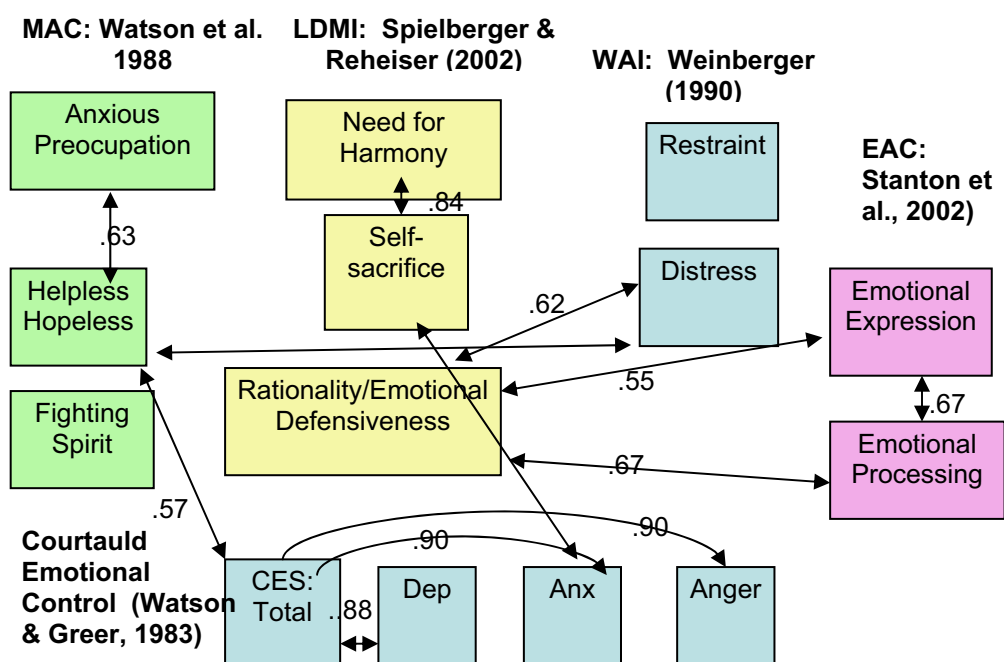 MAC: Watson et al.
1988
LDMI: Spielberger &
Reheiser (2002)
WAI: Weinberger
(1990)
Anxious
Preocupation
Need for
Harmony
Restraint
EAC:
Stanton et
al., 2002)
.84
.63
Self-
sacrifice
Helpless
Hopeless
Distress
Emotional
Expression
.62
.55
Rationality/Emotional
Defensiveness
Fighting
Spirit
.67
Emotional
Processing
.67
.57
Courtauld
Emotional
Control (Watson
& Greer, 1983)
.90
.90
CES:
Total
..88
Dep
Anx
Anger